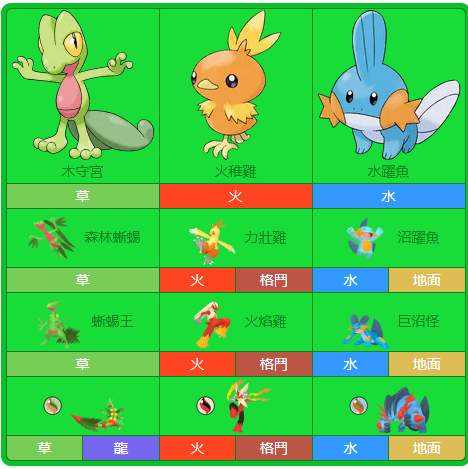 木守宮 火稚雞 水躍魚
草 火 水
森林蜥蜴 力壯雞 沼躍魚
草 火 格鬥 水 地面
蜥蜴王 火焰雞 巨沼怪
草 火 格鬥 水 地面
草 龍 火 格鬥 水 地面